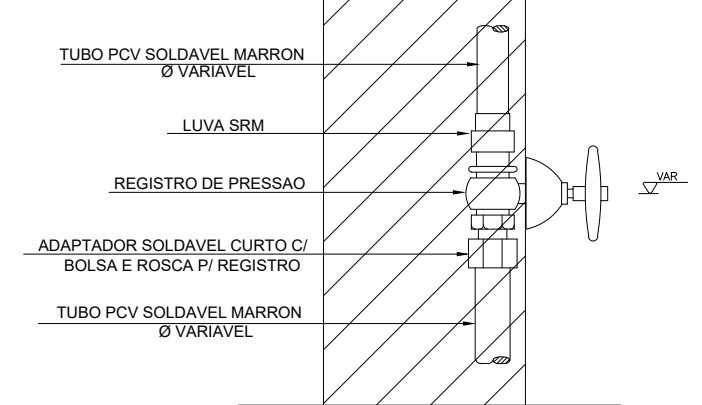 TUBO PCV SOLDAVEL MARRON
Ø VARIAVEL
LUVA SRM
VAR
REGISTRO DE PRESSAO
ADAPTADOR SOLDAVEL CURTO C/
BOLSA E ROSCA P/ REGISTRO
TUBO PCV SOLDAVEL MARRON
Ø VARIAVEL